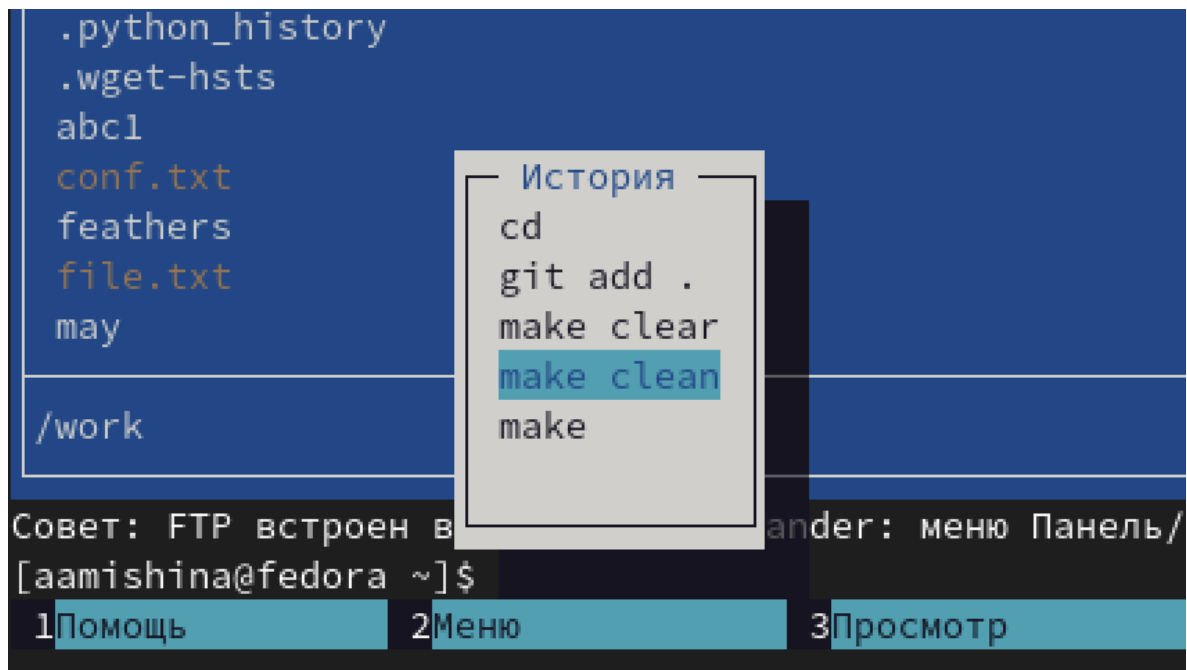 .python_history
.wget-hsts
abc1
conf.txt
feathers
file.txt
may
/work
История
cd
git add .
make clear
make clean
make
Совет: FTP встроен в ander: меню Панель/
[aamishina@fedora ~]$
1Помощь 2Меню 3Просмотр